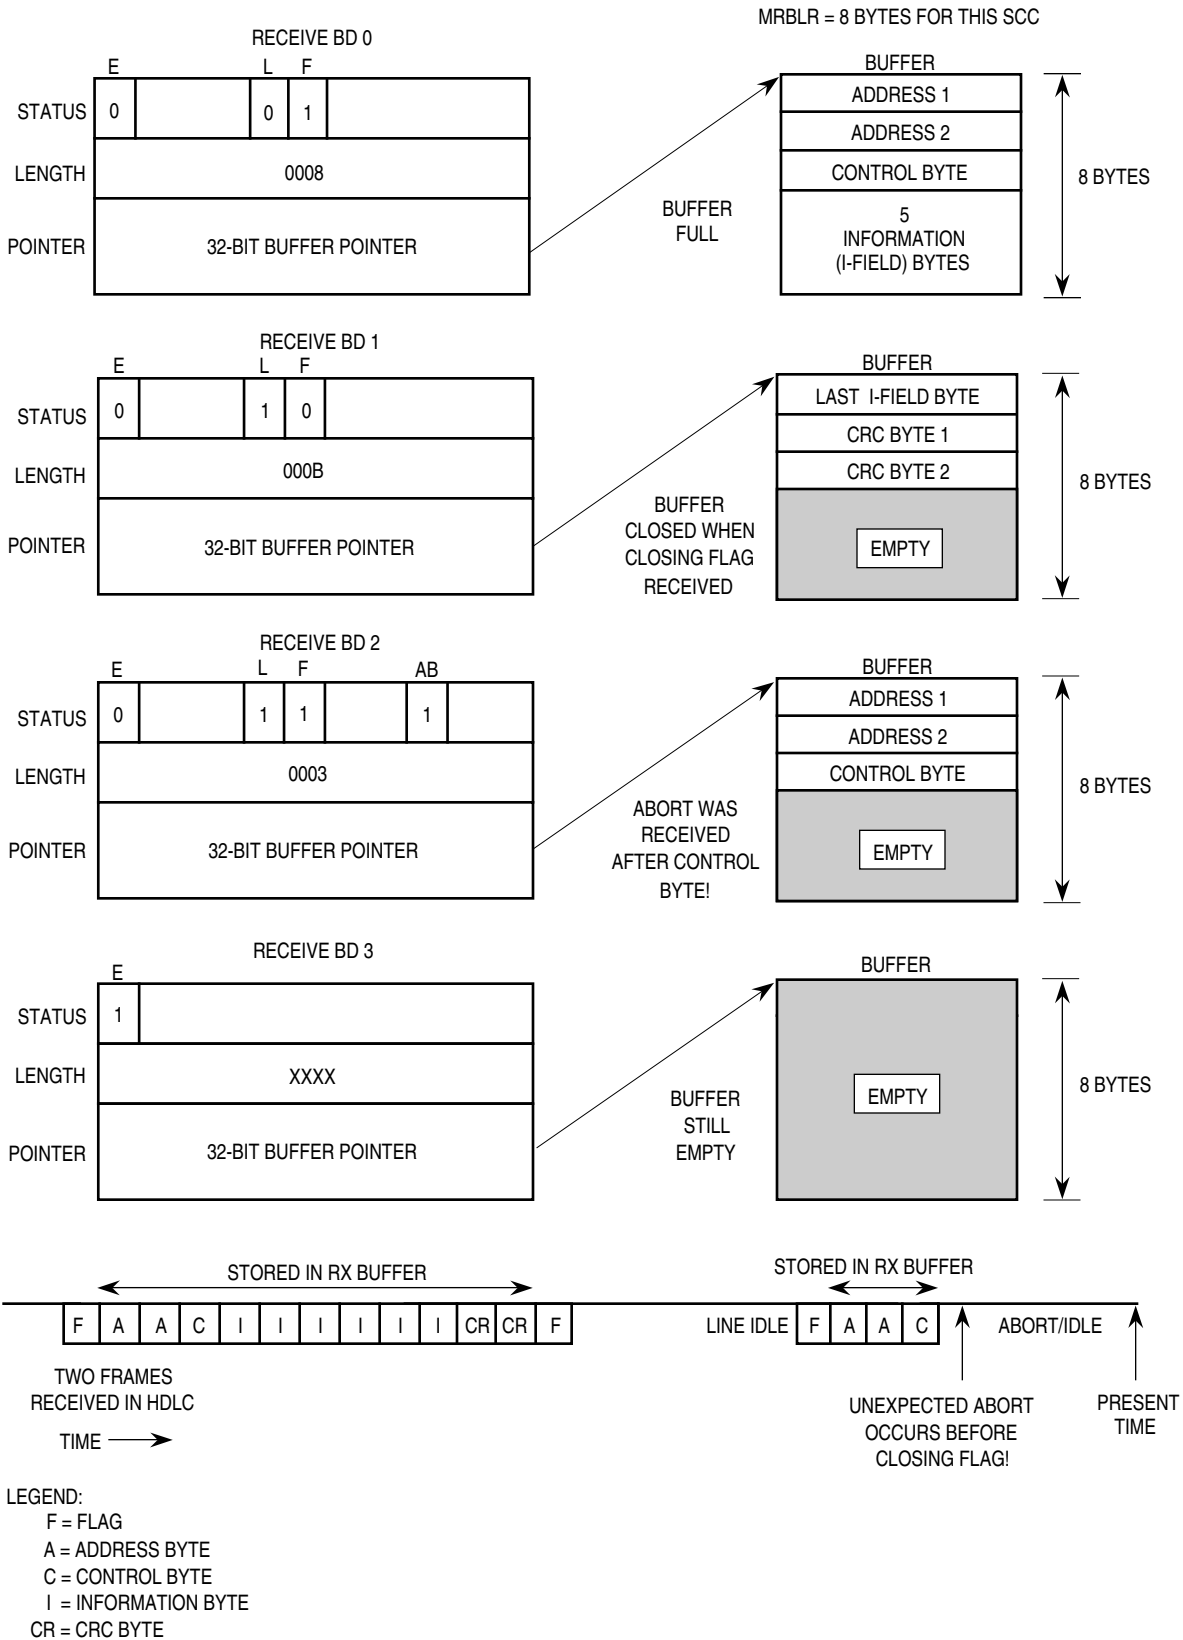 MRBLR = 8 BYTES FOR THIS SCC
RECEIVE BD 0
E L F
STATUS 0 0 1
LENGTH 0008
POINTER 32-BIT BUFFER POINTER
BUFFER
FULL
BUFFER
ADDRESS 1
ADDRESS 2
CONTROL BYTE
5
INFORMATION
(I-FIELD) BYTES
8 BYTES
RECEIVE BD 1
E L F
STATUS 0 1 0
LENGTH 000B
POINTER 32-BIT BUFFER POINTER
BUFFER
CLOSED WHEN
CLOSING FLAG
RECEIVED
BUFFER
LAST I-FIELD BYTE
CRC BYTE 1
CRC BYTE 2
EMPTY
8 BYTES
RECEIVE BD 2
E L F AB
STATUS 0 1 1 1
LENGTH 0003
POINTER 32-BIT BUFFER POINTER
ABORT WAS
RECEIVED
AFTER CONTROL
BYTE!
BUFFER
ADDRESS 1
ADDRESS 2
CONTROL BYTE
EMPTY
8 BYTES
RECEIVE BD 3
E
STATUS 1
LENGTH XXXX
POINTER 32-BIT BUFFER POINTER
BUFFER
STILL
EMPTY
BUFFER
EMPTY
8 BYTES
STORED IN RX BUFFER STORED IN RX BUFFER
F A A C I I I I I I CR CR F LINE IDLE F A A C ABORT/IDLE
TWO FRAMES
RECEIVED IN HDLC
TIME
UNEXPECTED ABORT
OCCURS BEFORE
CLOSING FLAG!
PRESENT
TIME
LEGEND:
F = FLAG
A = ADDRESS BYTE
C = CONTROL BYTE
I = INFORMATION BYTE
CR = CRC BYTE